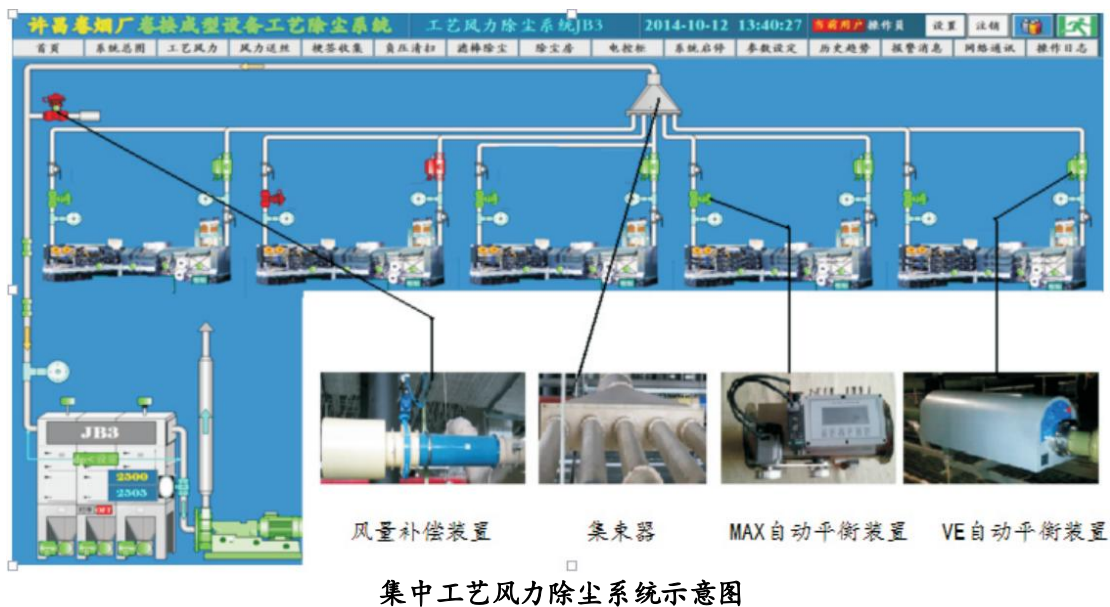 许昌卷烟厂卷接成型设备工艺除尘系统 工艺风力除尘系统JB3 2014-10-12 13:40:27 当前用户 操作员 设置 注销
首页 系统总图 工艺风力 风力送丝 梗签收集 负压清扫 滤棒除尘 除尘房 电控柜 系统启停 参数设定 历史趋势 报警消息 网络通讯 操作日志
JB3
2500
2505
OFF
风量补偿装置 集束器 MAX自动平衡装置 VE自动平衡装置
集中工艺风力除尘系统示意图